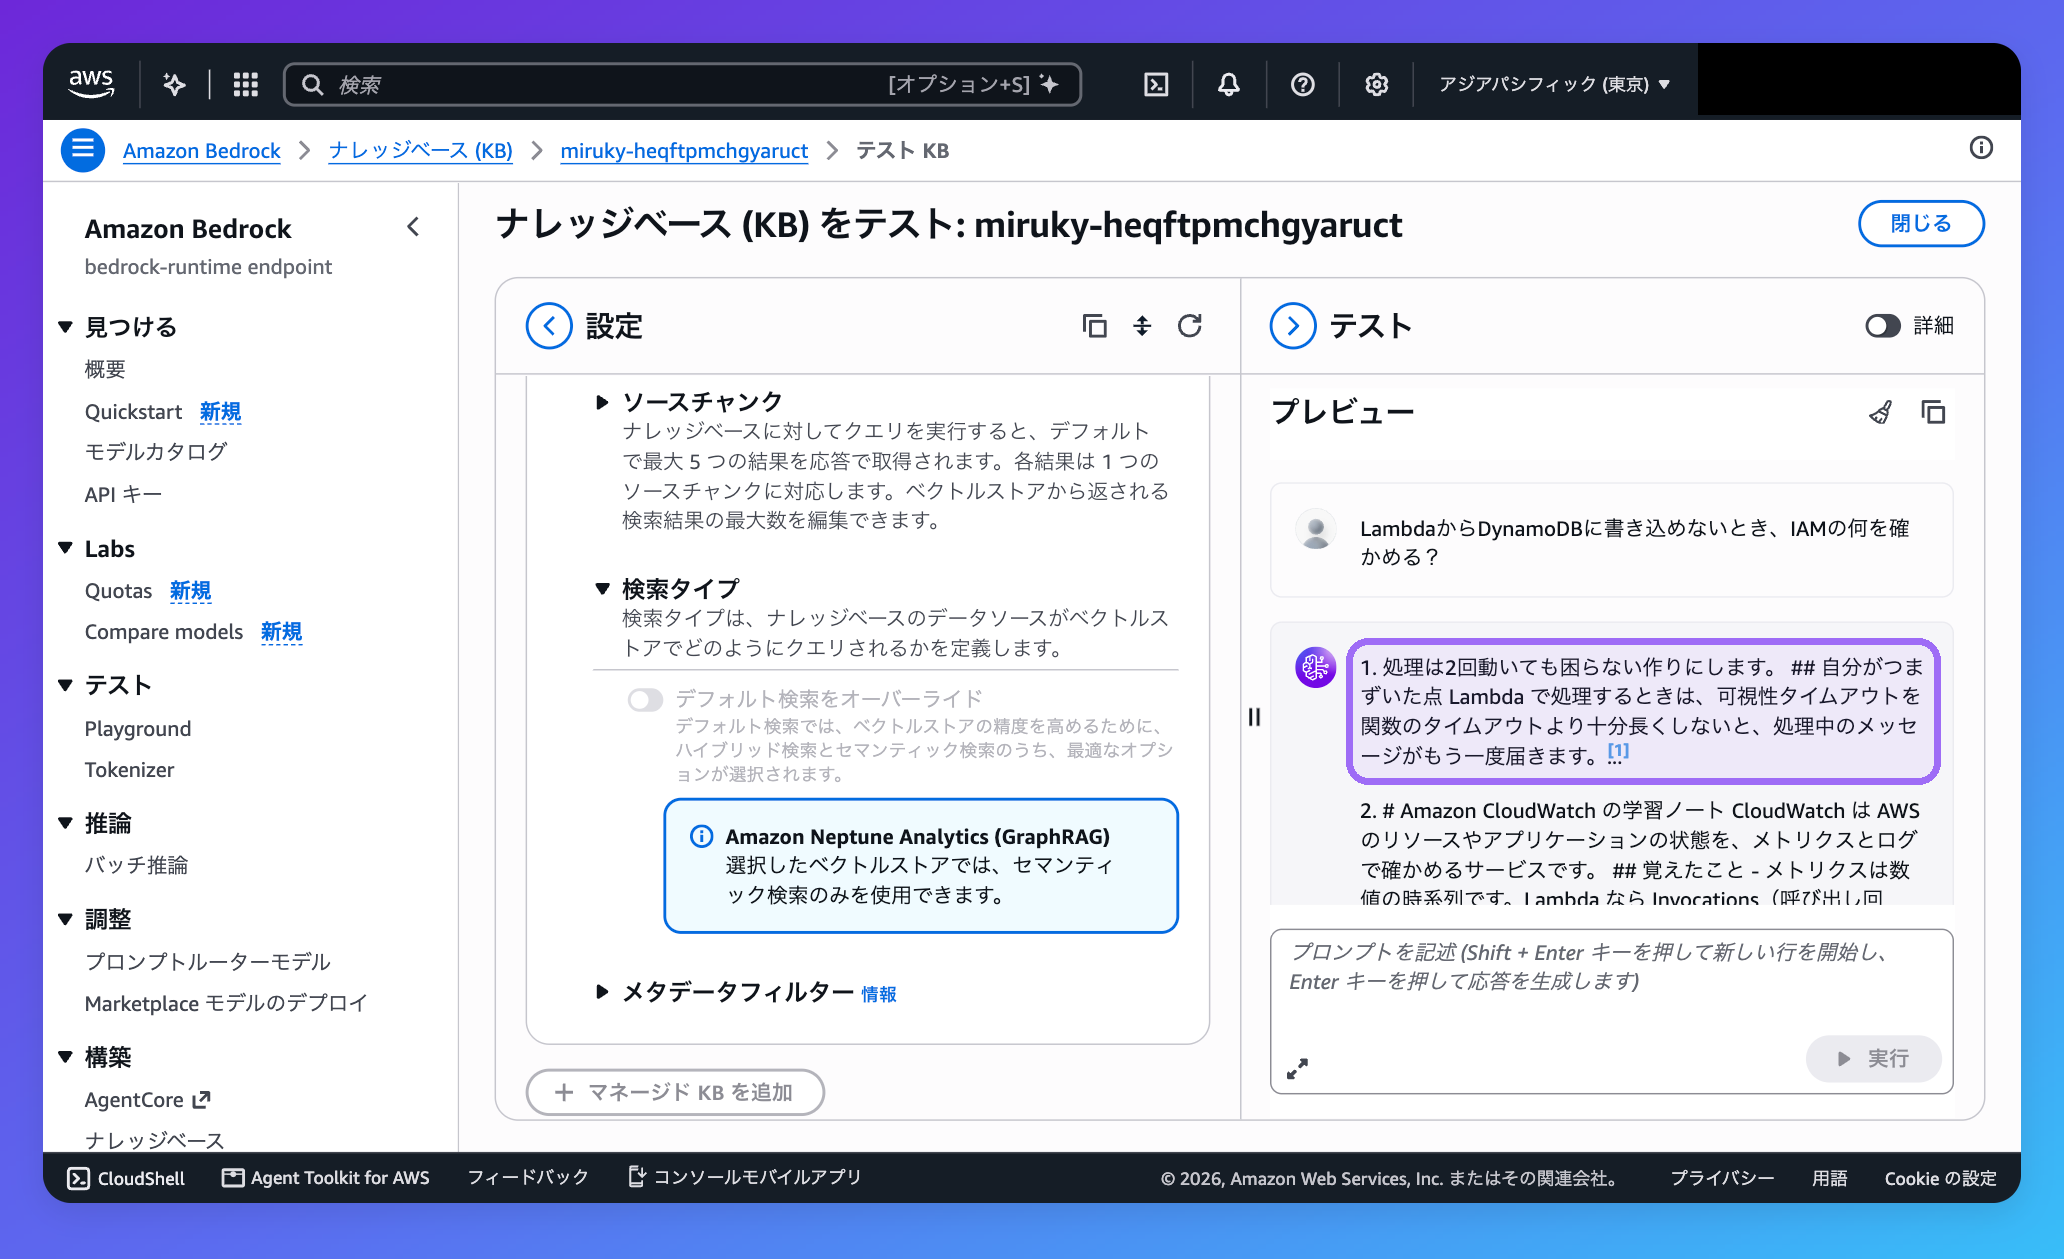 aws
検索
[オプション+S]
アジアパシフィック (東京) ▼
Amazon Bedrock > ナレッジベース (KB) > miruky-heqftpmchgyaruct > テスト KB
Amazon Bedrock
bedrock-runtime endpoint
▼ 見つける
概要
Quickstart 新規
モデルカタログ
API キー
▼ Labs
Quotas 新規
Compare models 新規
▼ テスト
Playground
Tokenizer
▼ 推論
バッチ推論
▼ 調整
プロンプトルーターモデル
Marketplace モデルのデプロイ
▼ 構築
AgentCore
ナレッジベース
ナレッジベース (KB) をテスト: miruky-heqftpmchgyaruct
閉じる
設定
▶ ソースチャンク
ナレッジベースに対してクエリを実行すると、デフォルト
で最大 5 つの結果を応答で取得されます。各結果は 1 つの
ソースチャンクに対応します。ベクトルストアから返される
検索結果の最大数を編集できます。
▼ 検索タイプ
検索タイプは、ナレッジベースのデータソースがベクトルス
トアでどのようにクエリされるかを定義します。
デフォルト検索をオーバーライド
デフォルト検索では、ベクトルストアの精度を高めるために、
ハイブリッド検索とセマンティック検索のうち、最適なオプシ
ョンが選択されます。
Amazon Neptune Analytics (GraphRAG)
選択したベクトルストアでは、セマンティ
ック検索のみを使用できます。
▶ メタデータフィルター 情報
+ マネージド KB を追加
テスト
詳細
プレビュー
LambdaからDynamoDBに書き込めないとき、IAMの何を確
かめる？
1. 処理は2回動いても困らない作りにします。 ## 自分がつま
ずいた点 Lambda で処理するときは、可視性タイムアウトを
関数のタイムアウトより十分長くしないと、処理中のメッセ
ージがもう一度届きます。[1]...
2. # Amazon CloudWatch の学習ノート CloudWatch は AWS
のリソースやアプリケーションの状態を、メトリクスとログ
で確かめるサービスです。 ## 覚えたこと - メトリクスは数
値の時系列です。Lambda なら Invocations（呼び出し回
プロンプトを記述 (Shift + Enter キーを押して新しい行を開始し、
Enter キーを押して応答を生成します)
▶ 実行
CloudShell
Agent Toolkit for AWS
フィードバック
コンソールモバイルアプリ
© 2026, Amazon Web Services, Inc. またはその関連会社。
プライバシー
用語
Cookie の設定